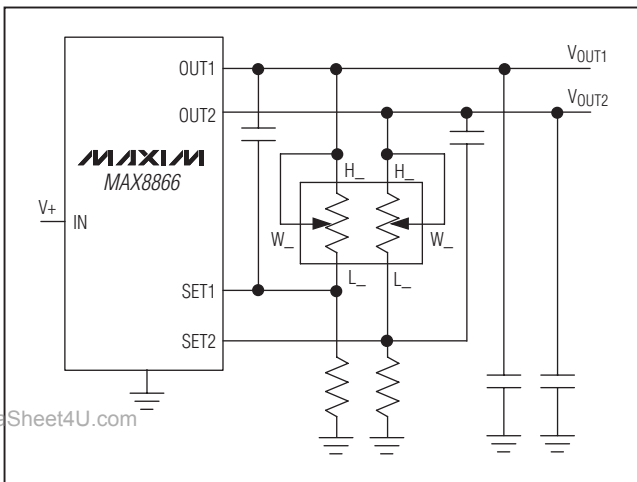 OUT1
VOUT1
OUT2
VOUT2
MAXIM
MAX8866
H_ H_
V+
IN
W_ W_
L_ L_
SET1
SET2
eSheet4U.com